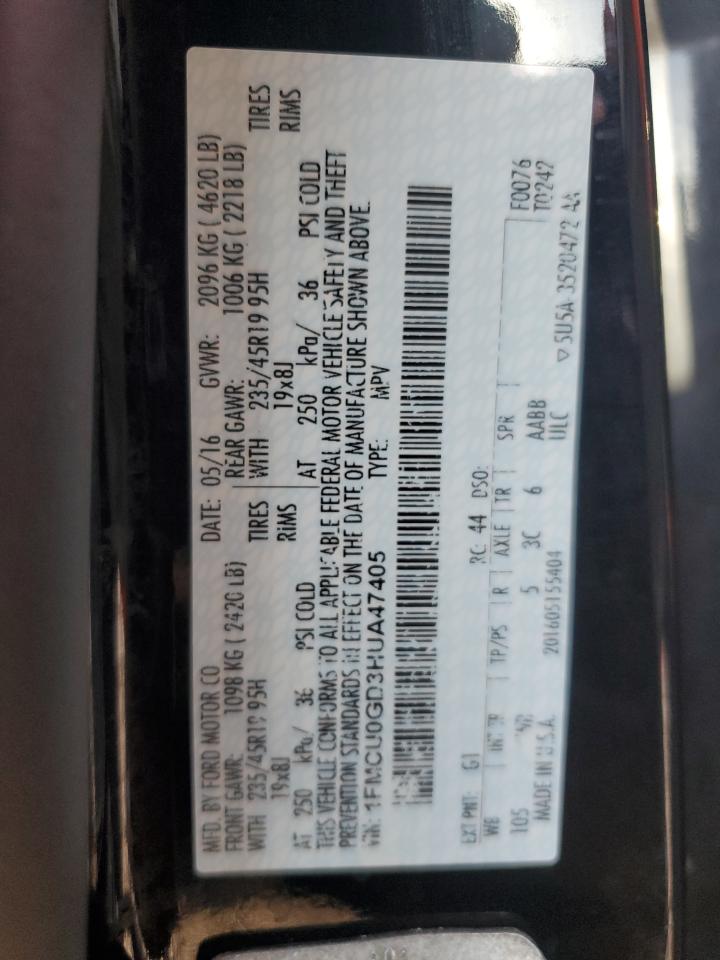 MFD. BY FORD MOTOR CO DATE: 05/16 GVWR: 2096 KG ( 4620 LB)
FRONT GAWR: 1098 KG ( 2420 LB) REAR GAWR: 1006 KG ( 2218 LB)
WITH 235/45R19 95H TIRES WITH 235/45R19 95H TIRES
19x8J RIMS 19x8J RIMS
AT 250 kPa/ 36 PSI COLD AT 250 kPa/ 36 PSI COLD
THIS VEHICLE CONFORMS TO ALL APPLICABLE FEDERAL MOTOR VEHICLE SAFETY AND THEFT
PREVENTION STANDARDS IN EFFECT ON THE DATE OF MANUFACTURE SHOWN ABOVE.
VIN: 1FMCU0GD3HUA47405 TYPE: MPV
EXT PNT: G1 RC: 44 DSO: F0076
WB INT TR TP/PS R AXLE TR SPR T0242
105 5 3C 6 AABB
MADE IN U.S.A. 201605155404 ULC
▽ 5U5A-3520472-AA